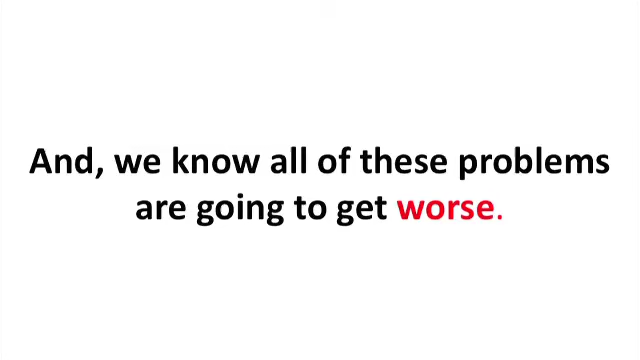 And, we know all of these problems
are going to get worse.